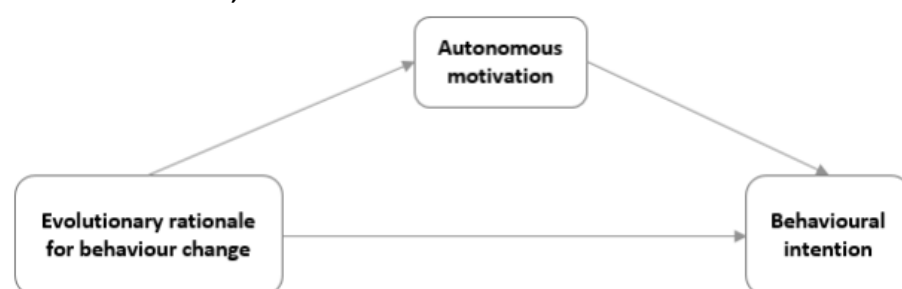 Autonomous
motivation
Evolutionary rationale
for behaviour change
Behavioural
intention